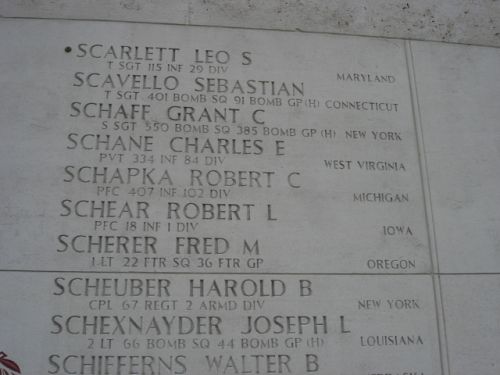 SCARLETT LEO S
T SGT 115 INF 29 DIV MARYLAND
SCAVELLO SEBASTIAN
T SGT 401 BOMB SQ 91 BOMB GP (H) CONNECTICUT
SCHAFF GRANT C
S SGT 550 BOMB SQ 385 BOMB GP (H) NEW YORK
SCHANE CHARLES E
PVT 334 INF 84 DIV WEST VIRGINIA
SCHAPKA ROBERT C
PFC 407 INF 102 DIV MICHIGAN
SCHEAR ROBERT L
PFC 18 INF 1 DIV IOWA
SCHERER FRED M
1 LT 22 FTR SQ 36 FTR GP OREGON
SCHEUBER HAROLD B
CPL 67 REGT 2 ARMD DIV NEW YORK
SCHEXNAYDER JOSEPH L
2 LT 66 BOMB SQ 44 BOMB GP (H) LOUISIANA
SCHIFFERNS WALTER B